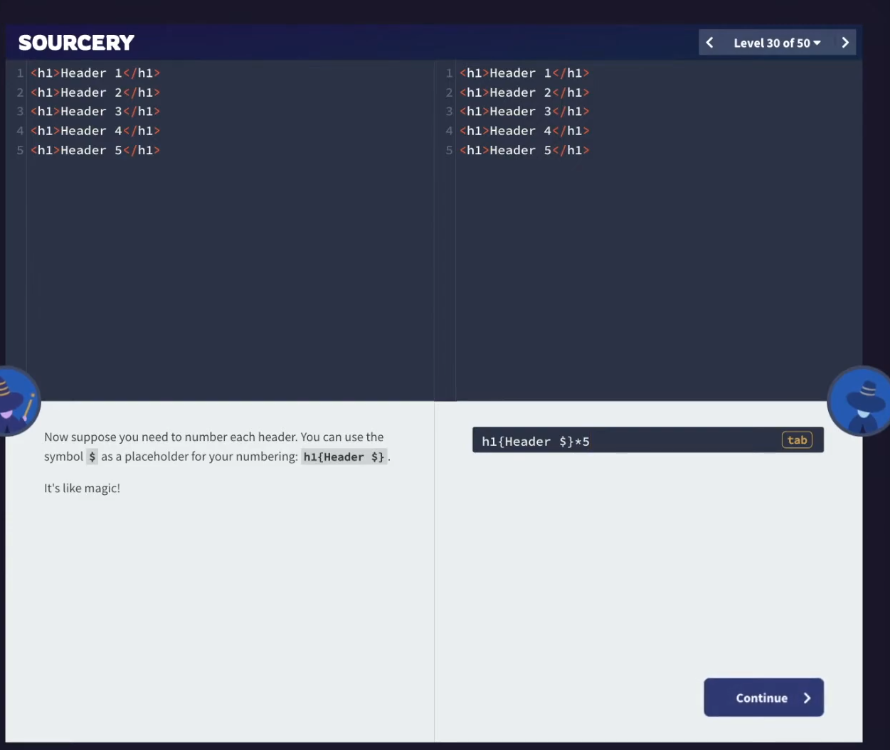 SOURCERY
Level 30 of 50
1 <h1>Header 1</h1>
2 <h1>Header 2</h1>
3 <h1>Header 3</h1>
4 <h1>Header 4</h1>
5 <h1>Header 5</h1>
1 <h1>Header 1</h1>
2 <h1>Header 2</h1>
3 <h1>Header 3</h1>
4 <h1>Header 4</h1>
5 <h1>Header 5</h1>
Now suppose you need to number each header. You can use the
symbol $ as a placeholder for your numbering: h1{Header $}.
It's like magic!
h1{Header $}*5
tab
Continue